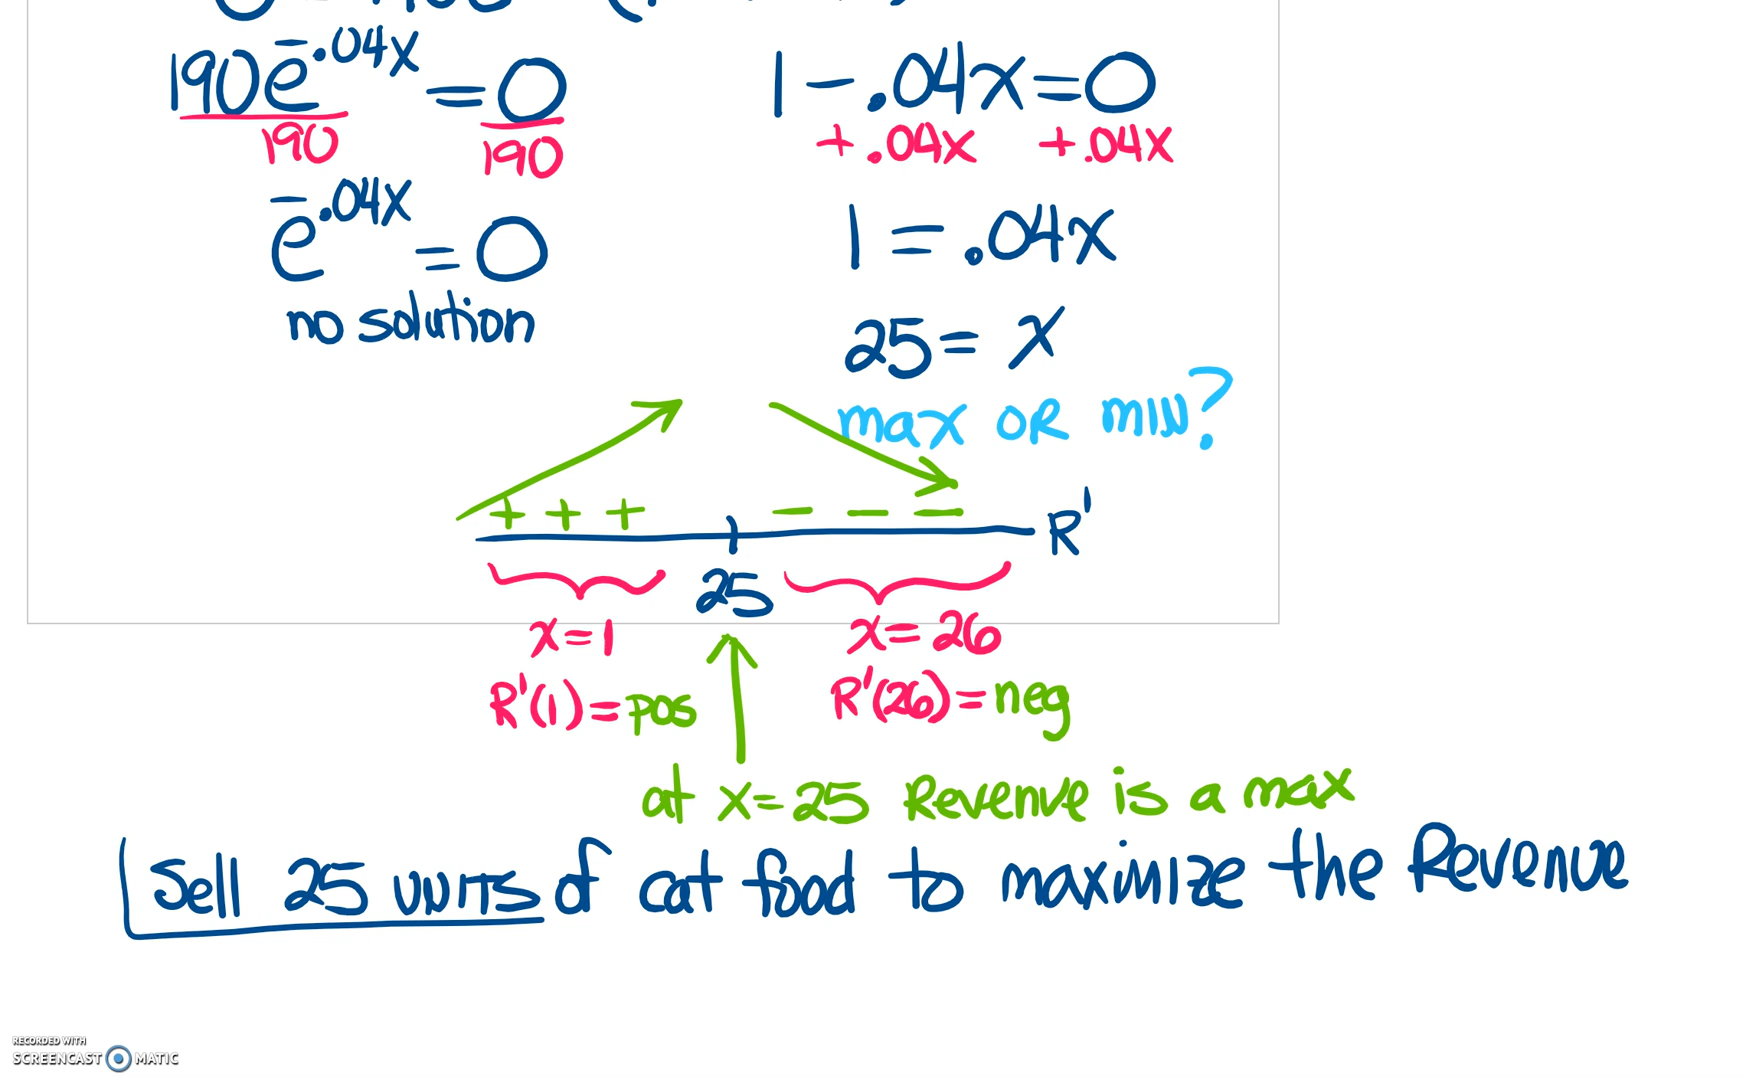 190e^-.04x = 0
190 190
e^-.04x = 0
no solution
1 - .04x = 0
+ .04x + .04x
1 = .04x
25 = x
max OR MIN?
+ + + - - - R'
25
x = 1
R'(1) = pos
x = 26
R'(26) = neg
at x = 25 Revenue is a max
Sell 25 UNITS of cat food to maximize the Revenue
RECORDED WITH
SCREENCAST MATIC